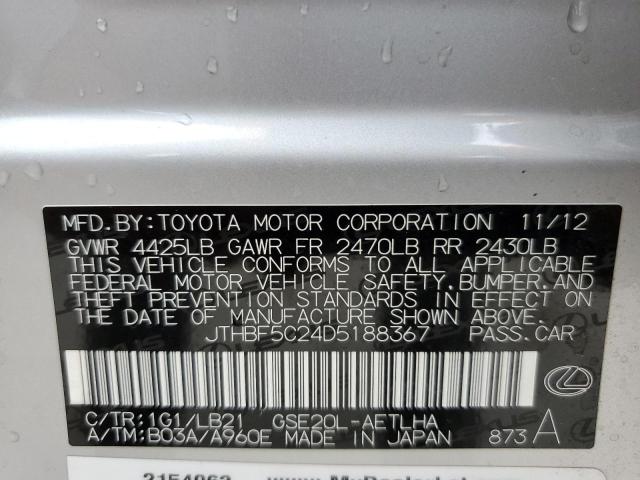 MFD.BY:TOYOTA MOTOR CORPORATION 11/12
GVWR 4425LB GAWR FR 2470LB RR 2430LB
THIS VEHICLE CONFORMS TO ALL APPLICABLE
FEDERAL MOTOR VEHICLE SAFETY,BUMPER,AND
THEFT PREVENTION STANDARDS IN EFFECT ON
THE DATE OF MANUFACTURE SHOWN ABOVE.
JTHBF5C24D5188367 PASS.CAR
C/TR:1G1/LB21 GSE20L-AETLHA
A/TM:B03A/A960E MADE IN JAPAN 873 A